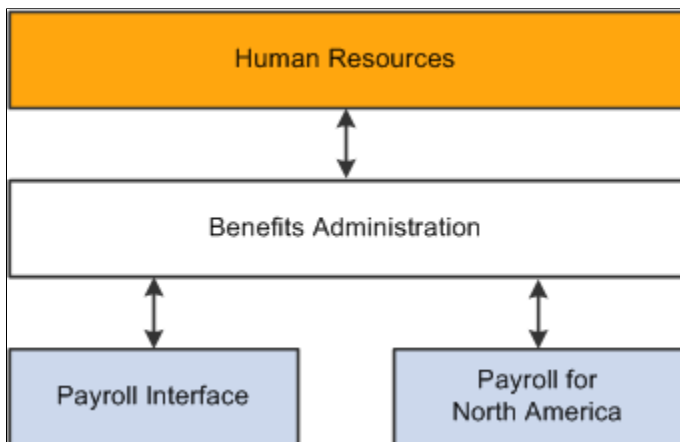 Human Resources
Benefits Administration
Payroll Interface
Payroll for
North America